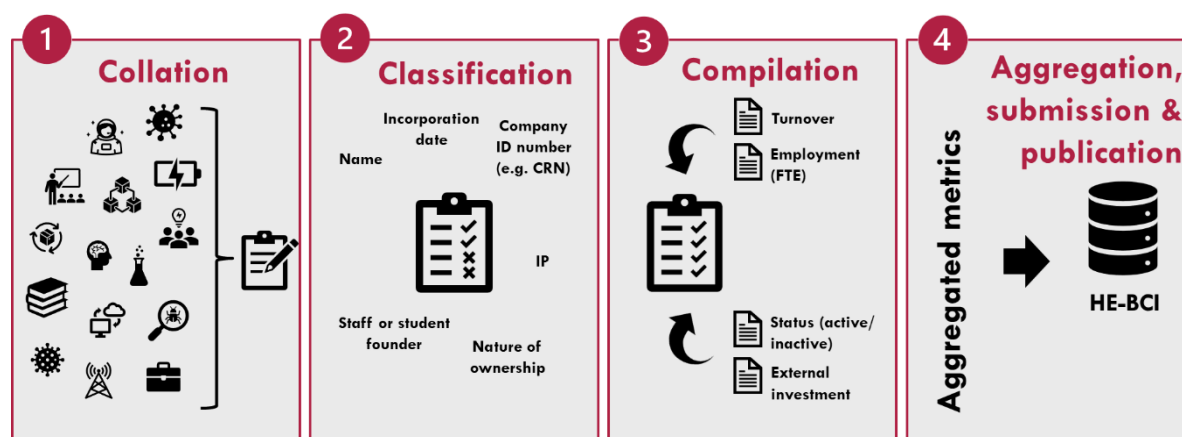 1
Collation
2
Classification
Incorporation
date
Company
ID number
(e.g. CRN)
Name
IP
Staff or student
founder
Nature of
ownership
3
Compilation
Turnover
Employment
(FTE)
Status (active/
inactive)
External
investment
4
Aggregation,
submission &
publication
Aggregated metrics
HE-BCI